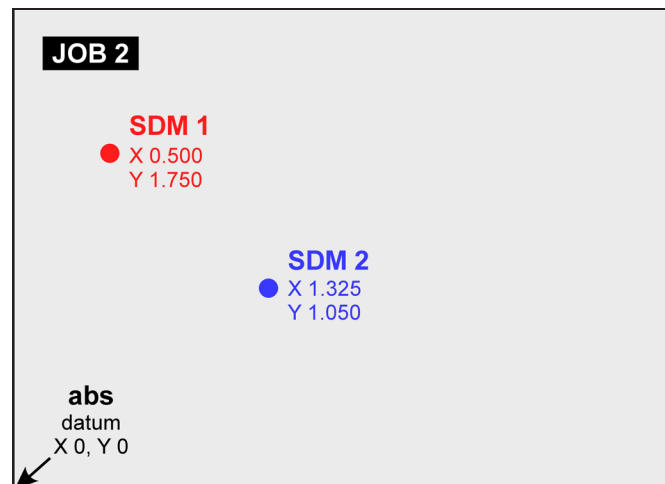 JOB 2
SDM 1
X 0.500
Y 1.750
SDM 2
X 1.325
Y 1.050
abs
datum
X 0, Y 0